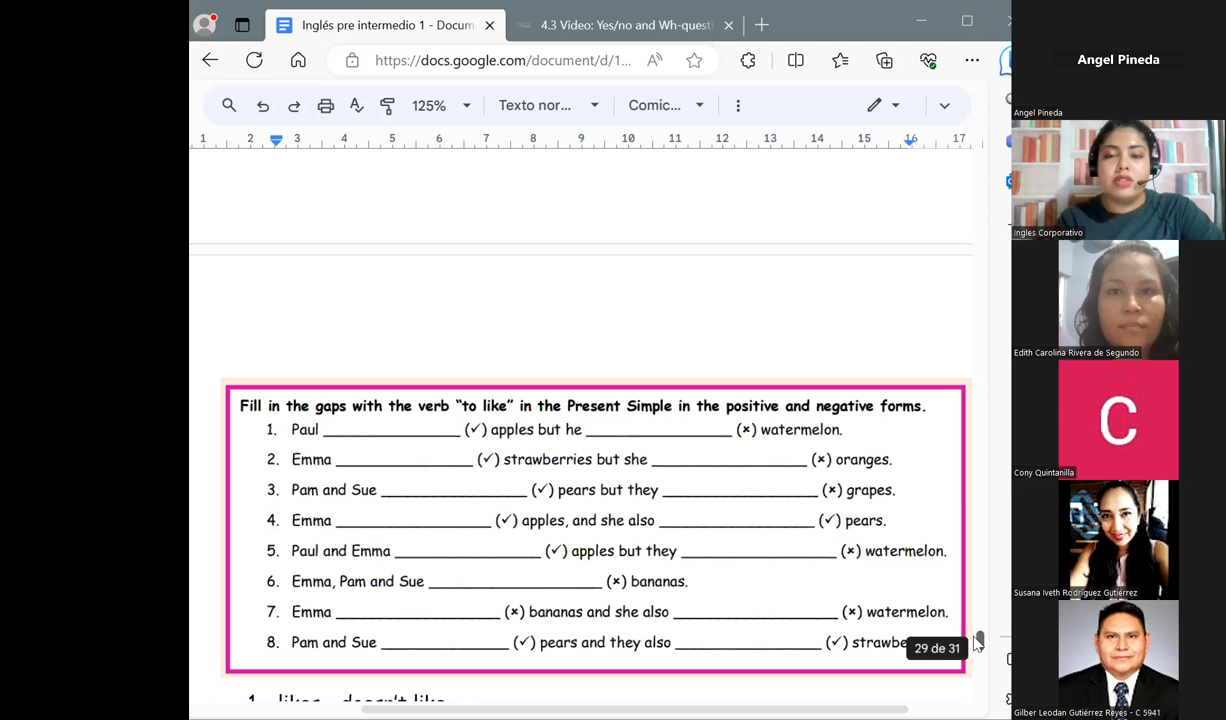 Inglés pre intermedio 1 - Docum
4.3 Video: Yes/no and Wh-questi
https://docs.google.com/document/d/1...
125%
Texto nor...
Comic...
1 2 3 4 5 6 7 8 9 10 11 12 13 14 15 16 17
Fill in the gaps with the verb “to like” in the Present Simple in the positive and negative forms.
1. Paul ________________ (✓) apples but he _________________ (×) watermelon.
2. Emma ________________ (✓) strawberries but she __________________ (×) oranges.
3. Pam and Sue _________________ (✓) pears but they __________________ (×) grapes.
4. Emma __________________ (✓) apples, and she also __________________ (✓) pears.
5. Paul and Emma _________________ (✓) apples but they __________________ (×) watermelon.
6. Emma, Pam and Sue ____________________ (×) bananas.
7. Emma ___________________ (×) bananas and she also ___________________ (×) watermelon.
8. Pam and Sue _______________ (✓) pears and they also _________________ (✓) strawbe
29 de 31
1. likes doesn't like
Angel Pineda
Angel Pineda
Ingles Corporativo
Edith Carolina Rivera de Segundo
C
Cony Quintanilla
Susana Iveth Rodríguez Gutiérrez
Gilber Leodan Gutiérrez Reyes - C 5941